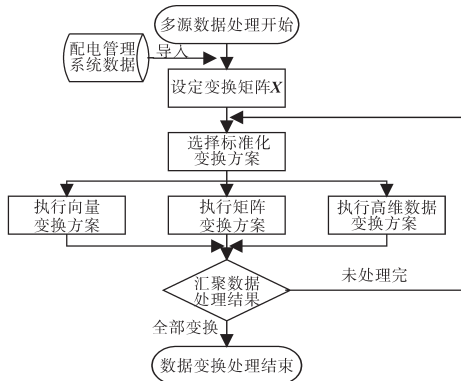 多源数据处理开始
配电管理
系统数据
导入
设定变换矩阵X
选择标准化
变换方案
执行向量
变换方案
执行矩阵
变换方案
执行高维数据
变换方案
汇聚数据
处理结果
未处理完
全部变换
数据变换处理结束